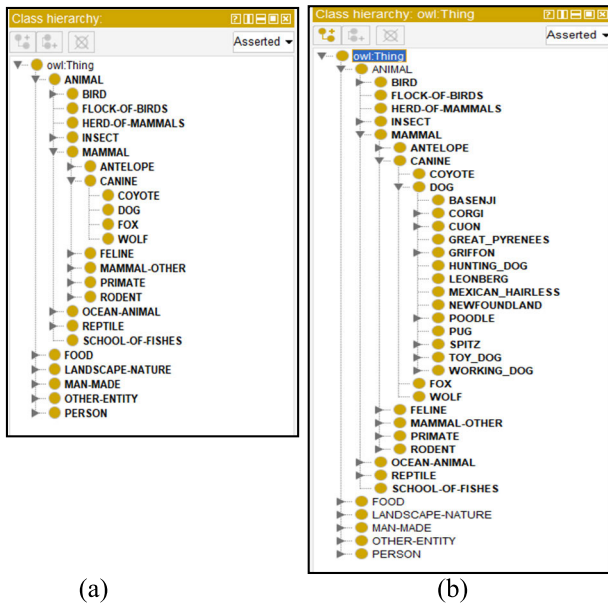 Class hierarchy:
Asserted
owl:Thing
ANIMAL
BIRD
FLOCK-OF-BIRDS
HERD-OF-MAMMALS
INSECT
MAMMAL
ANTELOPE
CANINE
COYOTE
DOG
FOX
WOLF
FELINE
MAMMAL-OTHER
PRIMATE
RODENT
OCEAN-ANIMAL
REPTILE
SCHOOL-OF-FISHES
FOOD
LANDSCAPE-NATURE
MAN-MADE
OTHER-ENTITY
PERSON
(a)
Class hierarchy: owl:Thing
Asserted
owl:Thing
ANIMAL
BIRD
FLOCK-OF-BIRDS
HERD-OF-MAMMALS
INSECT
MAMMAL
ANTELOPE
CANINE
COYOTE
DOG
BASENJI
CORGI
CUON
GREAT_PYRENEES
GRIFFON
HUNTING_DOG
LEONBERG
MEXICAN_HAIRLESS
NEWFOUNDLAND
POODLE
PUG
SPITZ
TOY_DOG
WORKING_DOG
FOX
WOLF
FELINE
MAMMAL-OTHER
PRIMATE
RODENT
OCEAN-ANIMAL
REPTILE
SCHOOL-OF-FISHES
FOOD
LANDSCAPE-NATURE
MAN-MADE
OTHER-ENTITY
PERSON
(b)